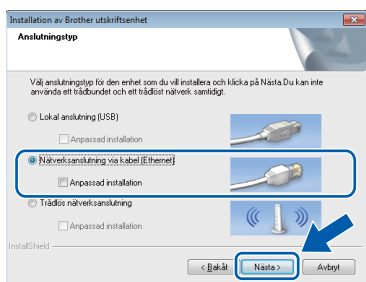 Installation av Brother utskriftsenhet
Anslutningstyp
Välj anslutningstyp för den enhet som du vill installera och klicka på Nästa.Du kan inte
använda ett trådbundet och ett trådlöst nätverk samtidigt.
Lokal anslutning (USB)
Anpassad installation
Nätverksanslutning via kabel (Ethernet)
Anpassad installation
Trådlös nätverksanslutning
Anpassad installation
InstallShield
< Bakåt Nästa > Avbryt